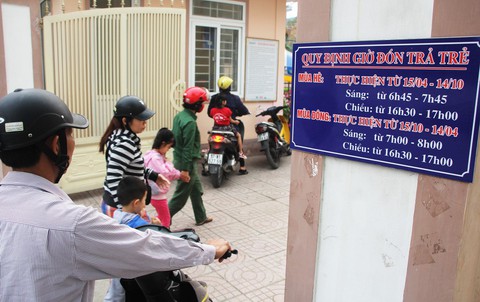 QUY ĐỊNH GIỜ ĐÓN TRẢ TRẺ
MÙA HÈ: THỰC HIỆN TỪ 15/04 - 14/10
Sáng: từ 6h45 - 7h45
Chiều: từ 16h30 - 17h00
MÙA ĐÔNG: THỰC HIỆN TỪ 15/10 - 14/04
Sáng: từ 7h00 - 8h00
Chiều: từ 16h30 - 17h00